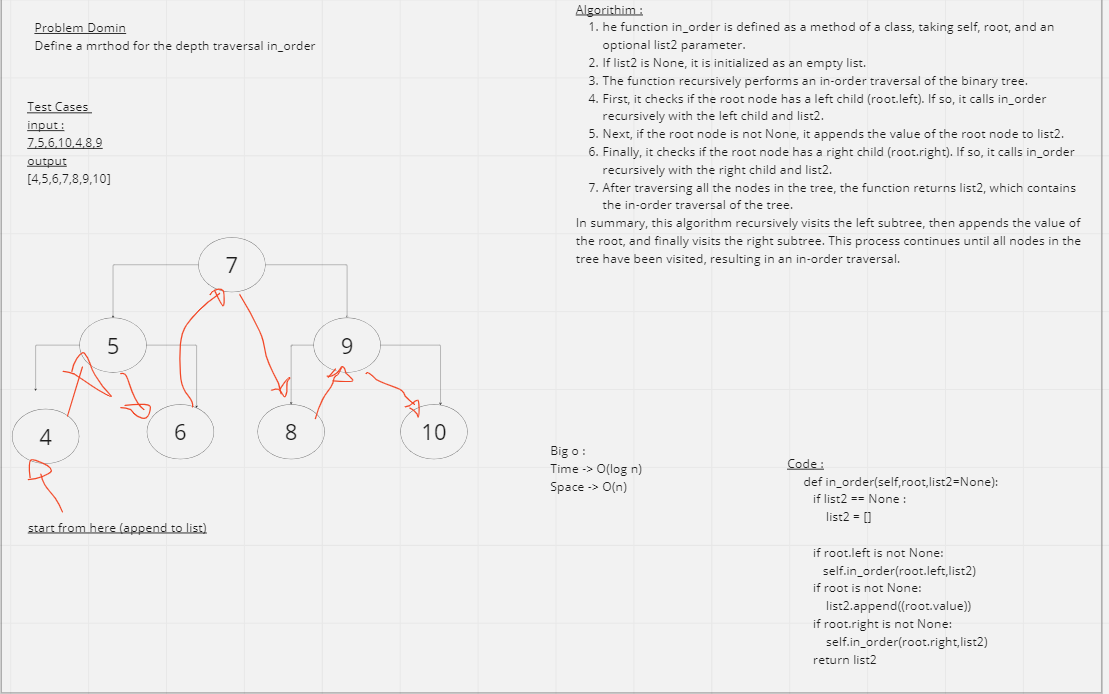 Problem Domin
Define a mrthod for the depth traversal in_order
Test Cases
input :
7,5,6,10,4,8,9
output
[4,5,6,7,8,9,10]
7
5
9
4
6
8
10
start from here (append to list)
Algorithim :
1. he function in_order is defined as a method of a class, taking self, root, and an
optional list2 parameter.
2. If list2 is None, it is initialized as an empty list.
3. The function recursively performs an in-order traversal of the binary tree.
4. First, it checks if the root node has a left child (root.left). If so, it calls in_order
recursively with the left child and list2.
5. Next, if the root node is not None, it appends the value of the root node to list2.
6. Finally, it checks if the root node has a right child (root.right). If so, it calls in_order
recursively with the right child and list2.
7. After traversing all the nodes in the tree, the function returns list2, which contains
the in-order traversal of the tree.
In summary, this algorithm recursively visits the left subtree, then appends the value of
the root, and finally visits the right subtree. This process continues until all nodes in the
tree have been visited, resulting in an in-order traversal.
Big o :
Time -> O(log n)
Space -> O(n)
Code :
def in_order(self,root,list2=None):
if list2 == None :
list2 = []
if root.left is not None:
self.in_order(root.left,list2)
if root is not None:
list2.append((root.value))
if root.right is not None:
self.in_order(root.right,list2)
return list2